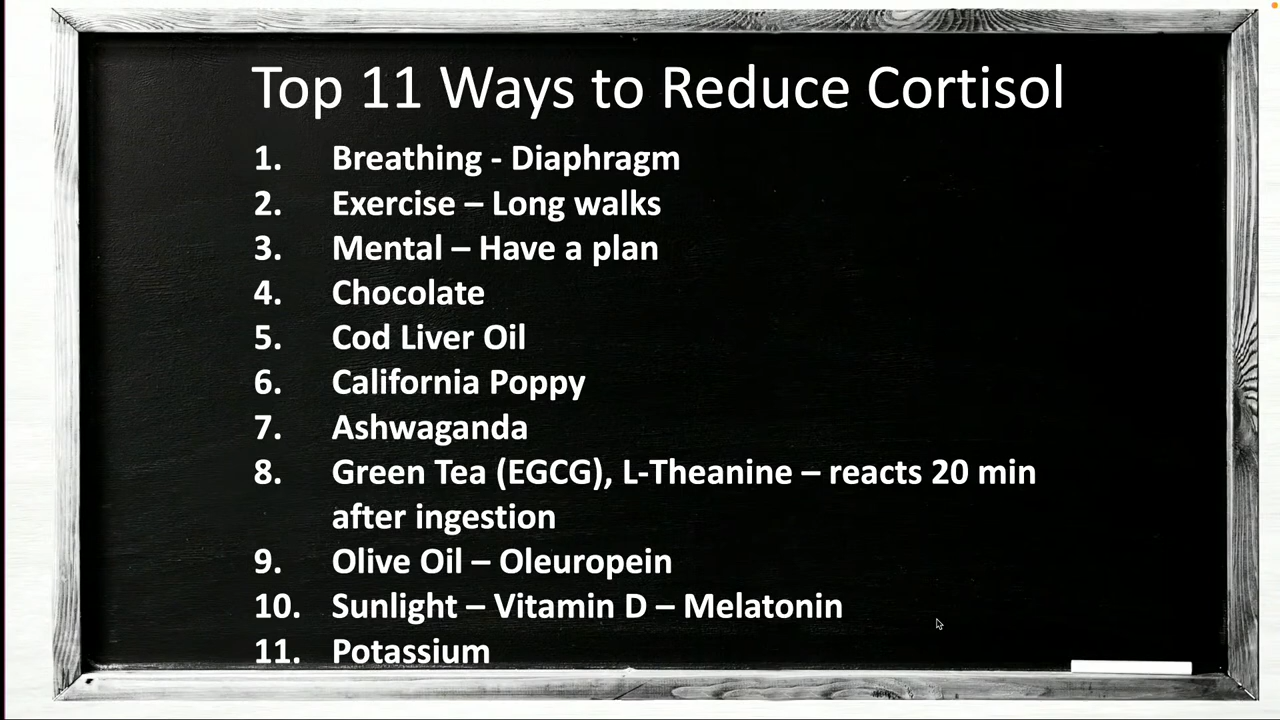 Top 11 Ways to Reduce Cortisol
1. Breathing - Diaphragm
2. Exercise – Long walks
3. Mental – Have a plan
4. Chocolate
5. Cod Liver Oil
6. California Poppy
7. Ashwaganda
8. Green Tea (EGCG), L-Theanine – reacts 20 min
after ingestion
9. Olive Oil – Oleuropein
10. Sunlight – Vitamin D – Melatonin
11. Potassium